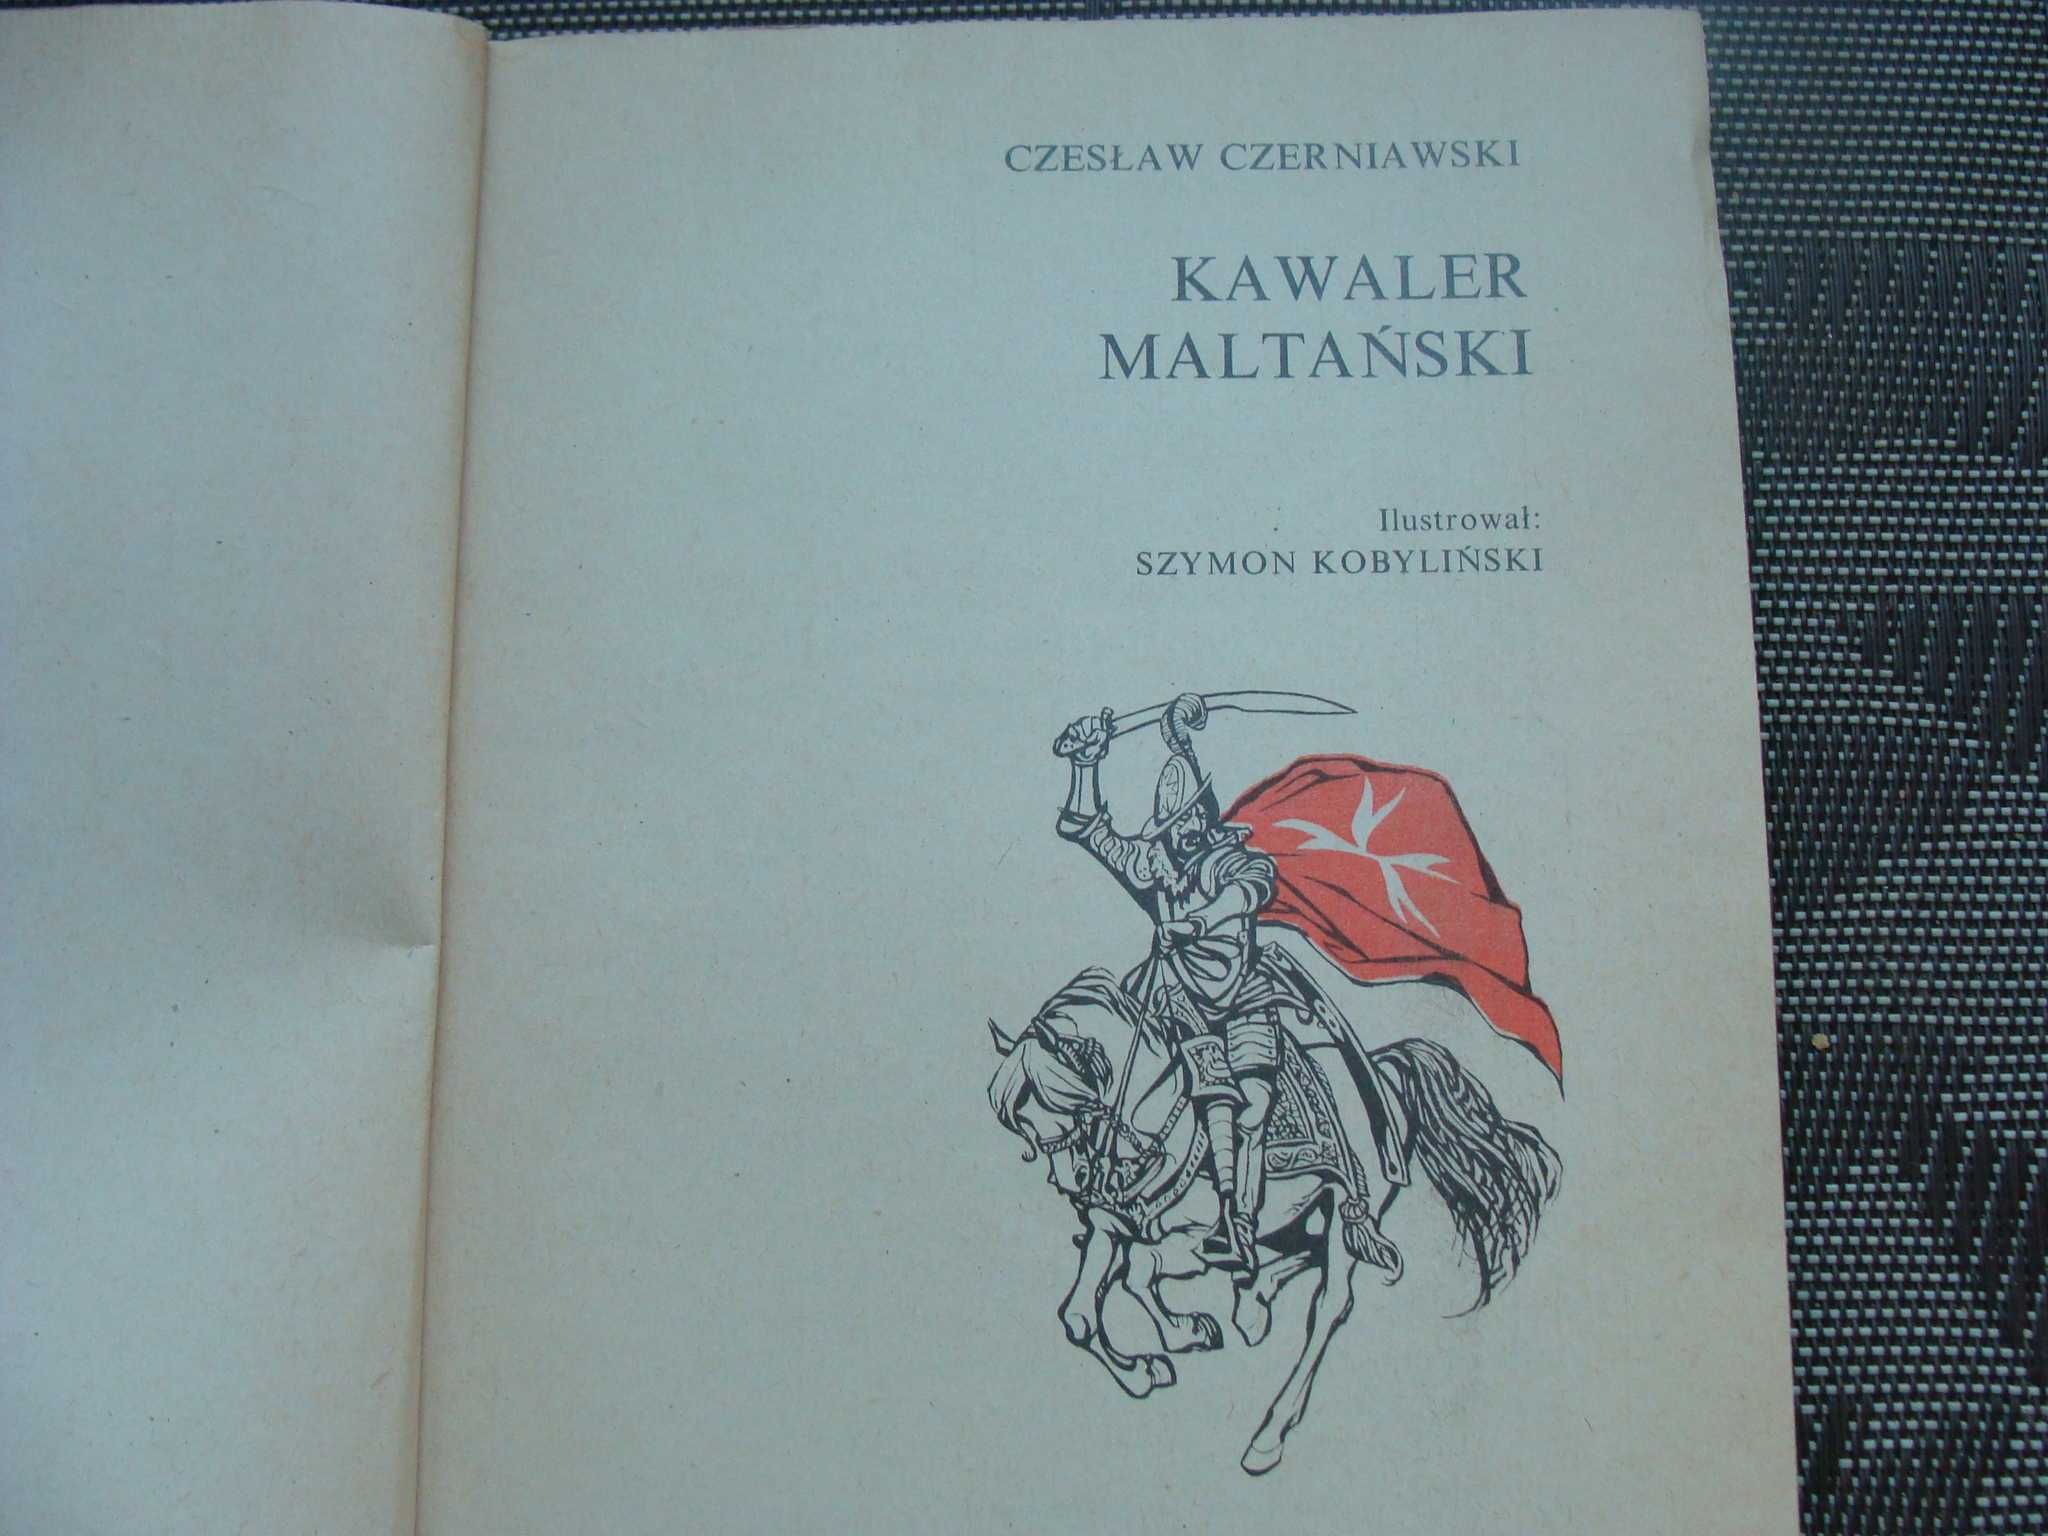 CZESŁAW CZERNIAWSKI
KAWALER
MALTAŃSKI
Ilustrował:
SZYMON KOBYLIŃSKI